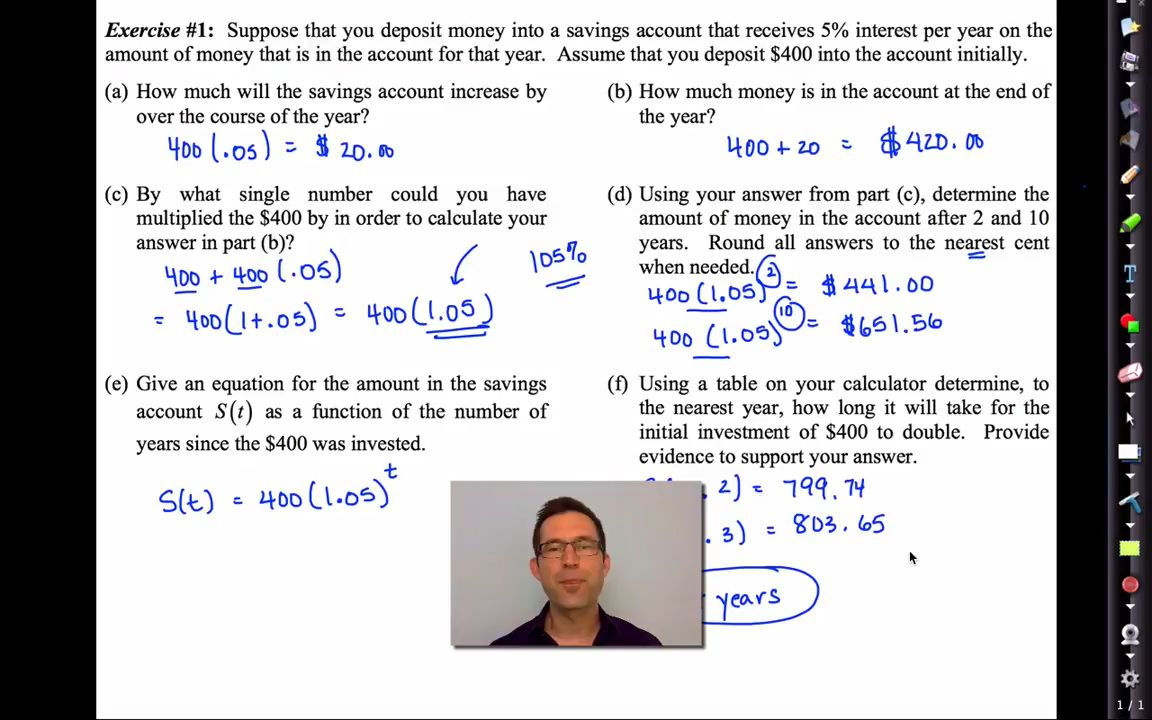 Exercise #1: Suppose that you deposit money into a savings account that receives 5% interest per year on the
amount of money that is in the account for that year. Assume that you deposit $400 into the account initially.
(a) How much will the savings account increase by
over the course of the year?
400 (.05) = $ 20.00
(b) How much money is in the account at the end of
the year?
400 + 20 = $420.00
(c) By what single number could you have
multiplied the $400 by in order to calculate your
answer in part (b)?
400 + 400 (.05)
105%
= 400 (1+.05) = 400 (1.05)
(d) Using your answer from part (c), determine the
amount of money in the account after 2 and 10
years. Round all answers to the nearest cent
when needed.
400 (1.05)^2 = $441.00
400 (1.05)^10 = $651.56
(e) Give an equation for the amount in the savings
account S(t) as a function of the number of
years since the $400 was invested.
S(t) = 400 (1.05)^t
(f) Using a table on your calculator determine, to
the nearest year, how long it will take for the
initial investment of $400 to double. Provide
evidence to support your answer.
. 2) = 799.74
. 3) = 803.65
years
1 / 1